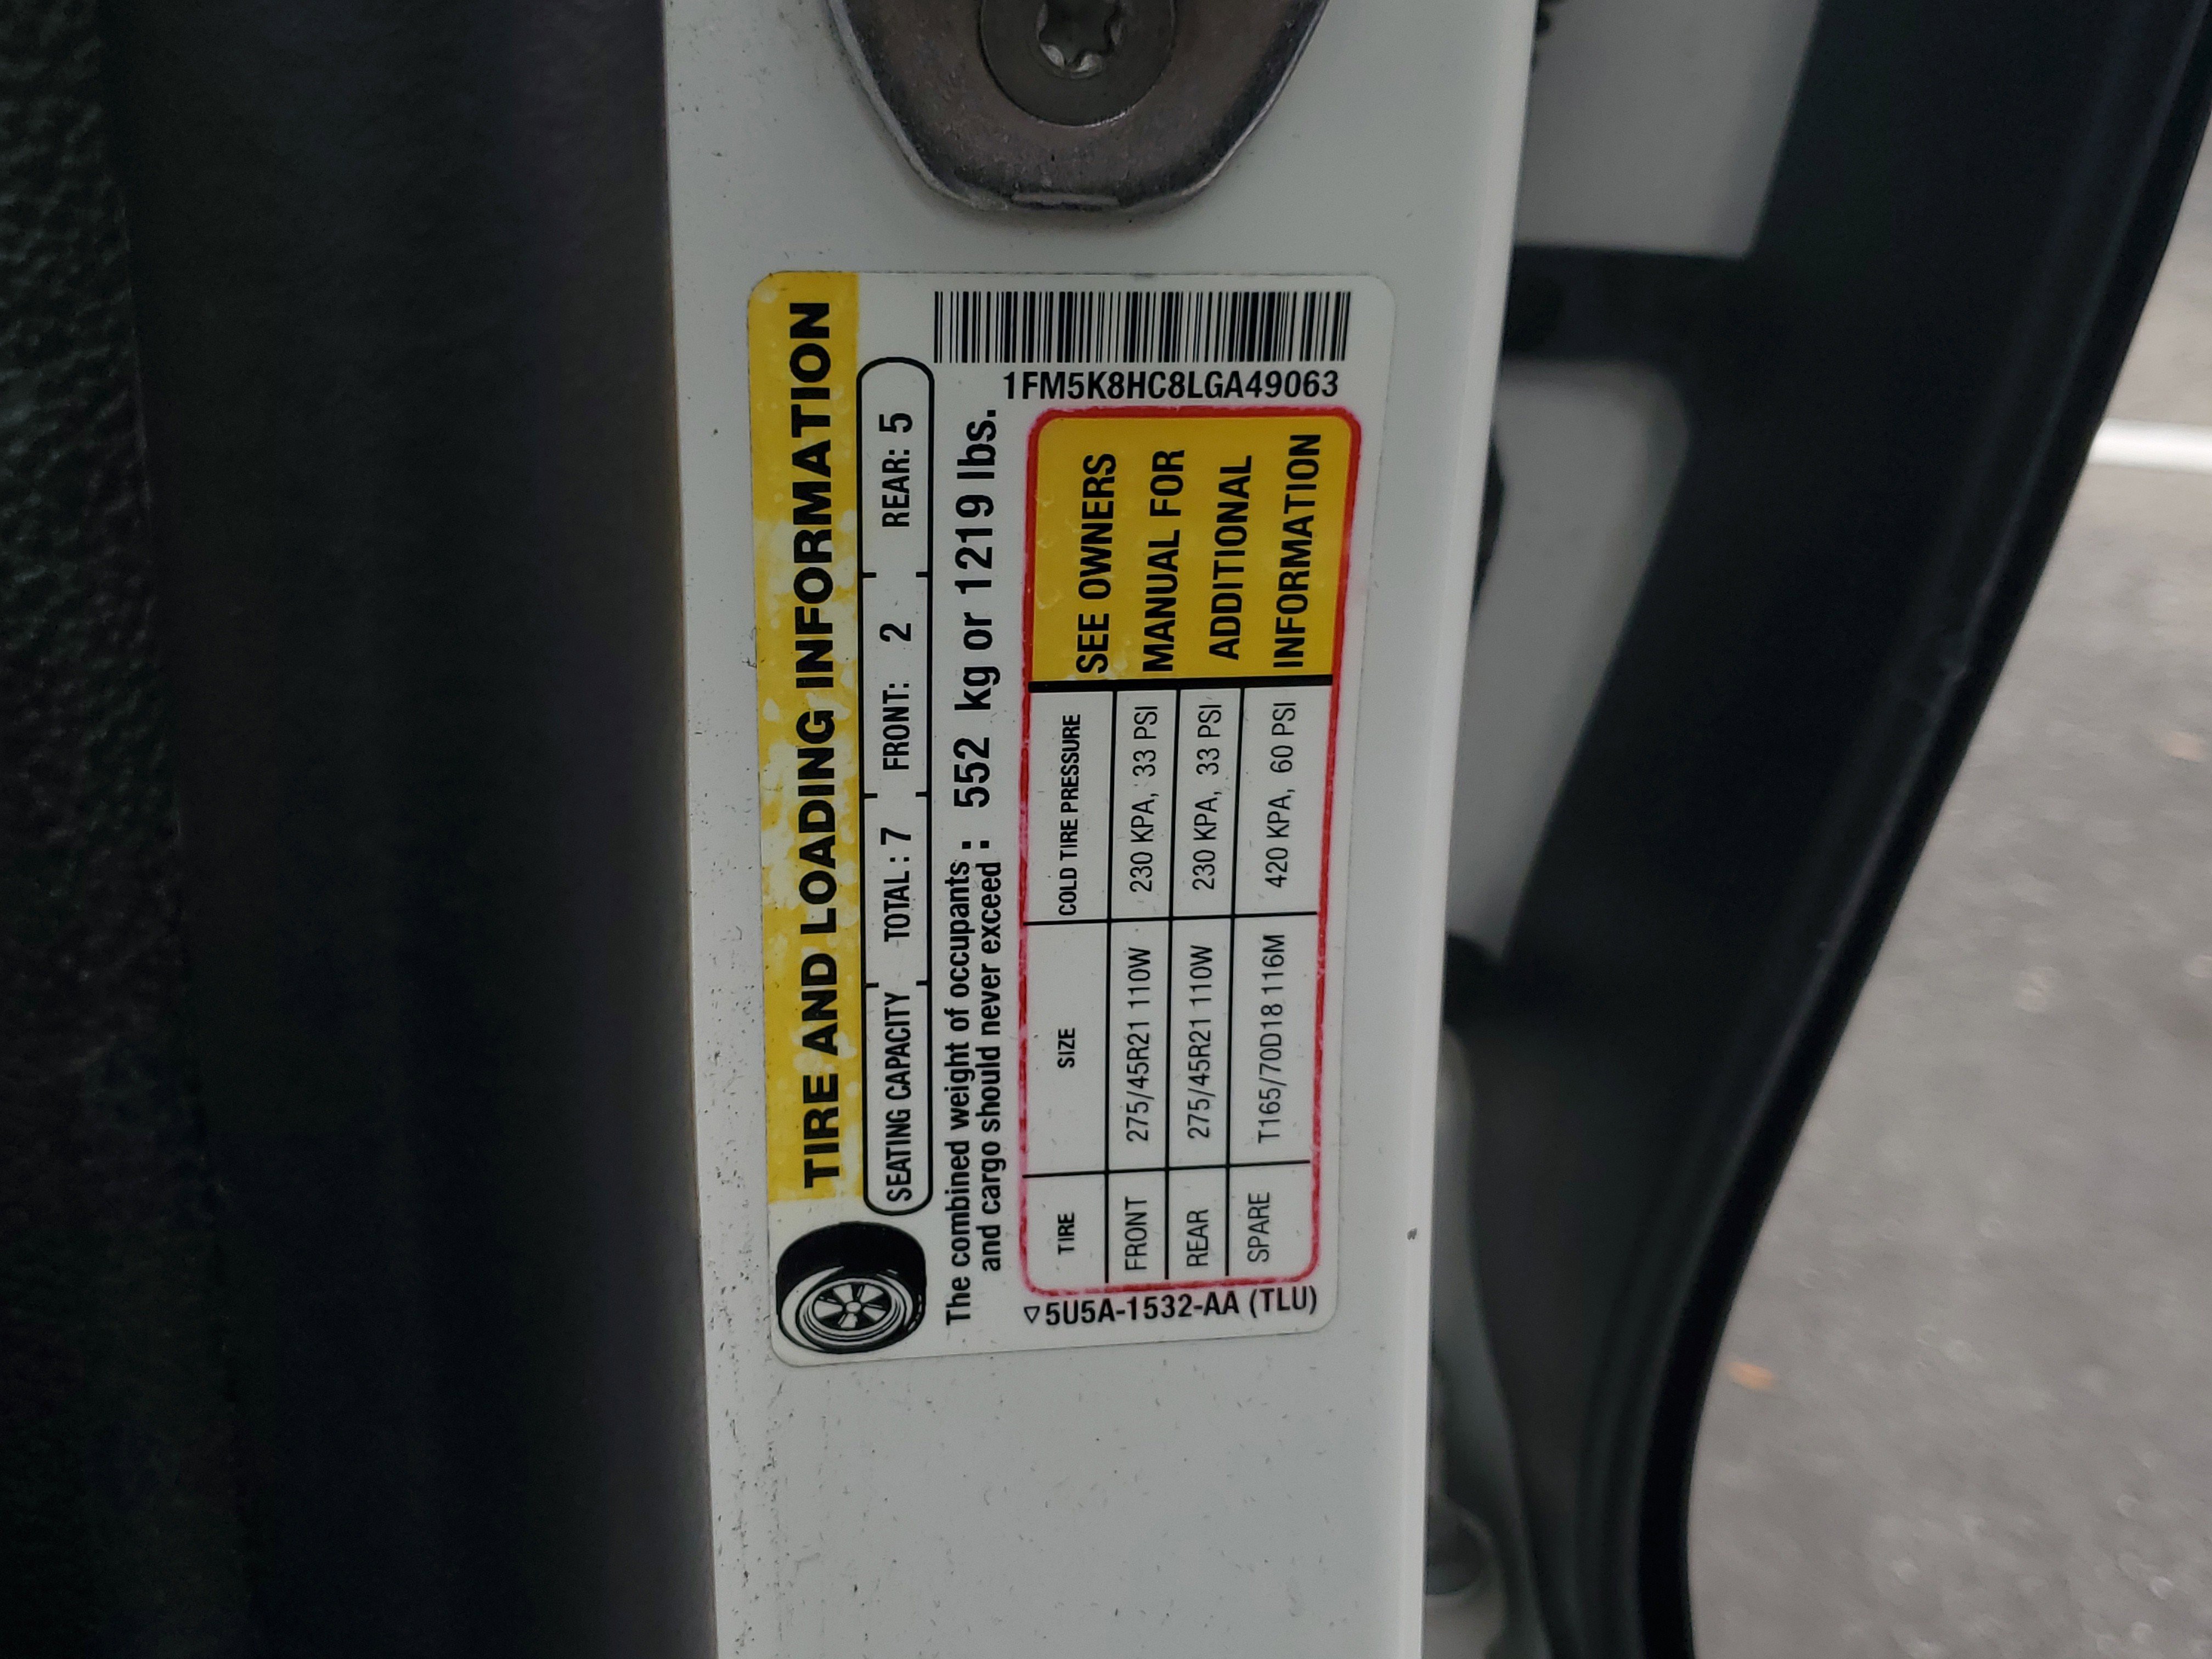 TIRE AND LOADING INFORMATION
SEATING CAPACITY TOTAL : 7 FRONT: 2 REAR: 5
The combined weight of occupants
and cargo should never exceed : 552 kg or 1219 lbs.
1FM5K8HC8LGA49063
TIRE SIZE COLD TIRE PRESSURE
FRONT 275/45R21 110W 230 KPA, 33 PSI
REAR 275/45R21 110W 230 KPA, 33 PSI
SPARE T165/70D18 116M 420 KPA, 60 PSI
SEE OWNERS
MANUAL FOR
ADDITIONAL
INFORMATION
▽5U5A-1532-AA (TLU)